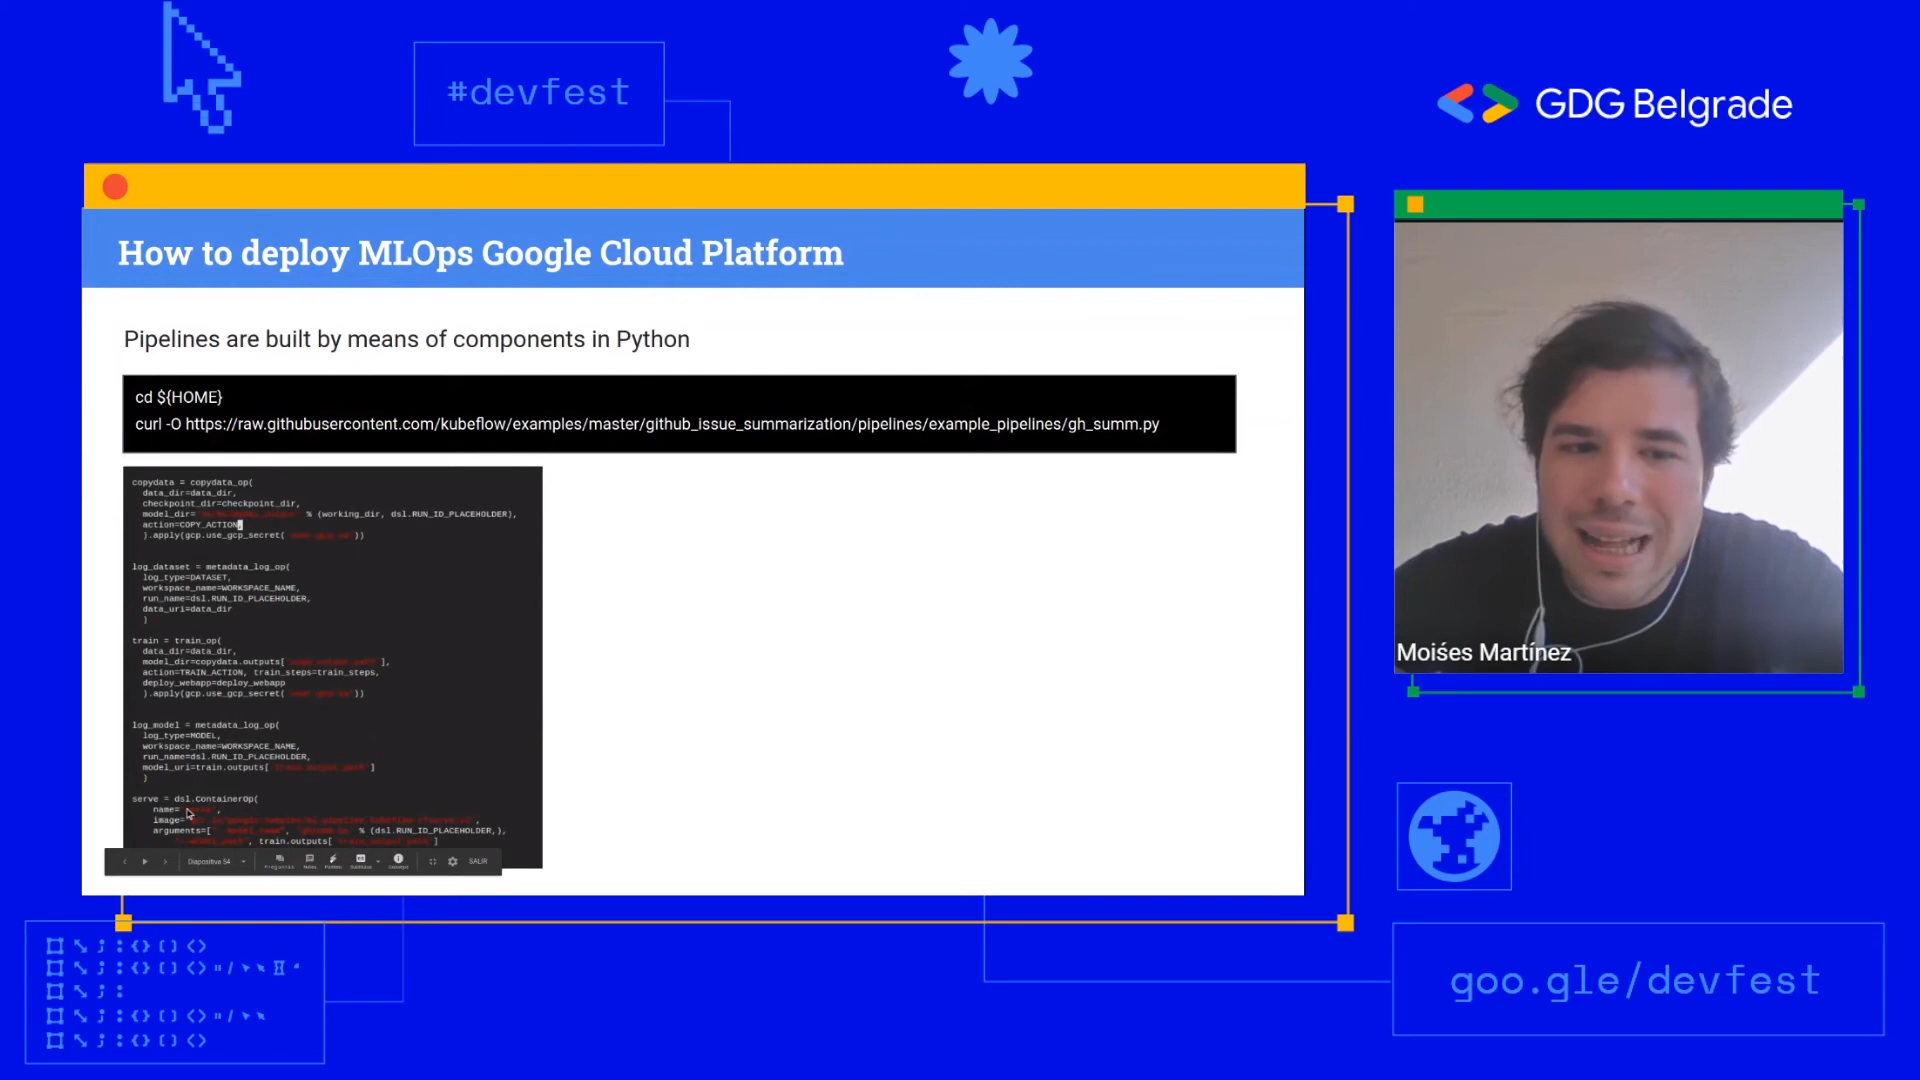 #devfest
GDG Belgrade
How to deploy MLOps Google Cloud Platform
Pipelines are built by means of components in Python
cd ${HOME}
curl -O https://raw.githubusercontent.com/kubeflow/examples/master/github_issue_summarization/pipelines/example_pipelines/gh_summ.py
copydata = copydata_op(
data_dir=data_dir,
checkpoint_dir=checkpoint_dir,
model_dir= % (working_dir, dsl.RUN_ID_PLACEHOLDER),
action=COPY_ACTION,
).apply(gcp.use_gcp_secret( ))
log_dataset = metadata_log_op(
log_type=DATASET,
workspace_name=WORKSPACE_NAME,
run_name=dsl.RUN_ID_PLACEHOLDER,
data_uri=data_dir
)
train = train_op(
data_dir=data_dir,
model_dir=copydata.outputs[ ],
action=TRAIN_ACTION, train_steps=train_steps,
deploy_webapp=deploy_webapp
).apply(gcp.use_gcp_secret( ))
log_model = metadata_log_op(
log_type=MODEL,
workspace_name=WORKSPACE_NAME,
run_name=dsl.RUN_ID_PLACEHOLDER,
model_uri=train.outputs[ ]
)
serve = dsl.ContainerOp(
name= ,
image= ,
arguments=[ , % (dsl.RUN_ID_PLACEHOLDER,),
, train.outputs[ ]
Diapositiva 54
SALIR
Moiśes Martínez
goo.gle/devfest